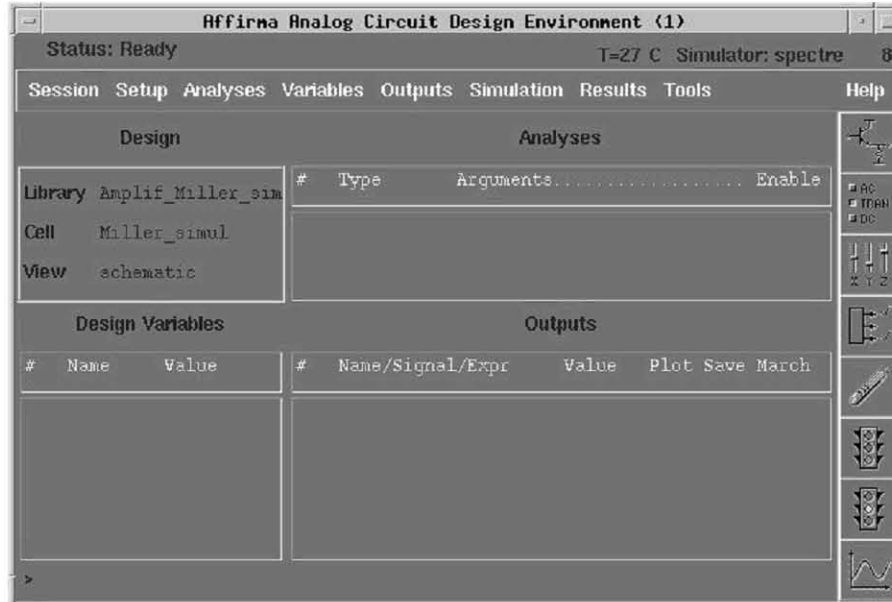 Affirma Analog Circuit Design Environment (1)
Status: Ready
T=27 C Simulator: spectre 8
Session Setup Analyses Variables Outputs Simulation Results Tools Help
Design
Analyses
Library Amplif_Miller_sim
Cell Miller_simul
View schematic
# Type Arguments.................... Enable
AC
TRAN
DC
X Y Z
Design Variables
Outputs
# Name Value
# Name/Signal/Expr Value Plot Save March
>